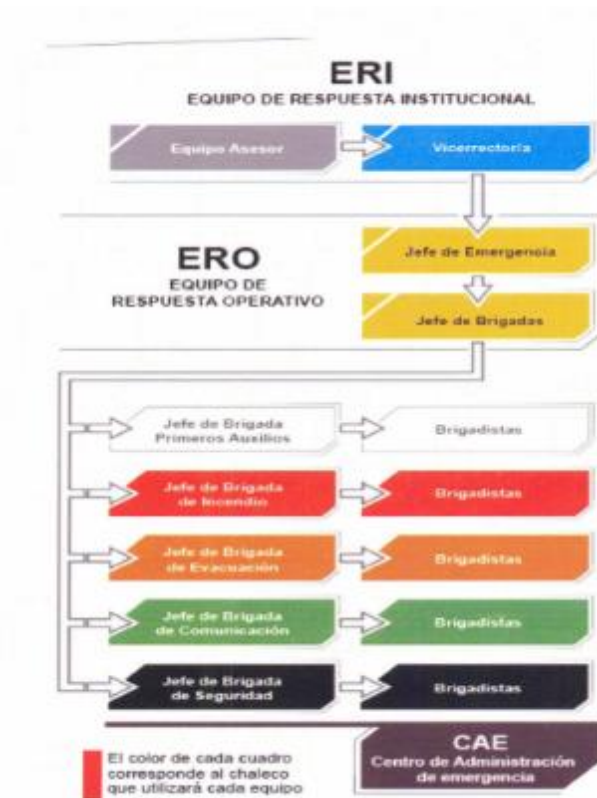 ERI
EQUIPO DE RESPUESTA INSTITUCIONAL
Equipo Asesor
Vicerrectoría
ERO
EQUIPO DE
RESPUESTA OPERATIVO
Jefe de Emergencia
Jefe de Brigadas
Jefe de Brigada
Primeros Auxilios
Brigadistas
Jefe de Brigada
de Incendio
Brigadistas
Jefe de Brigada
de Evacuación
Brigadistas
Jefe de Brigada
de Comunicación
Brigadistas
Jefe de Brigada
de Seguridad
Brigadistas
El color de cada cuadro
corresponde al chaleco
que utilizará cada equipo
CAE
Centro de Administración
de emergencia